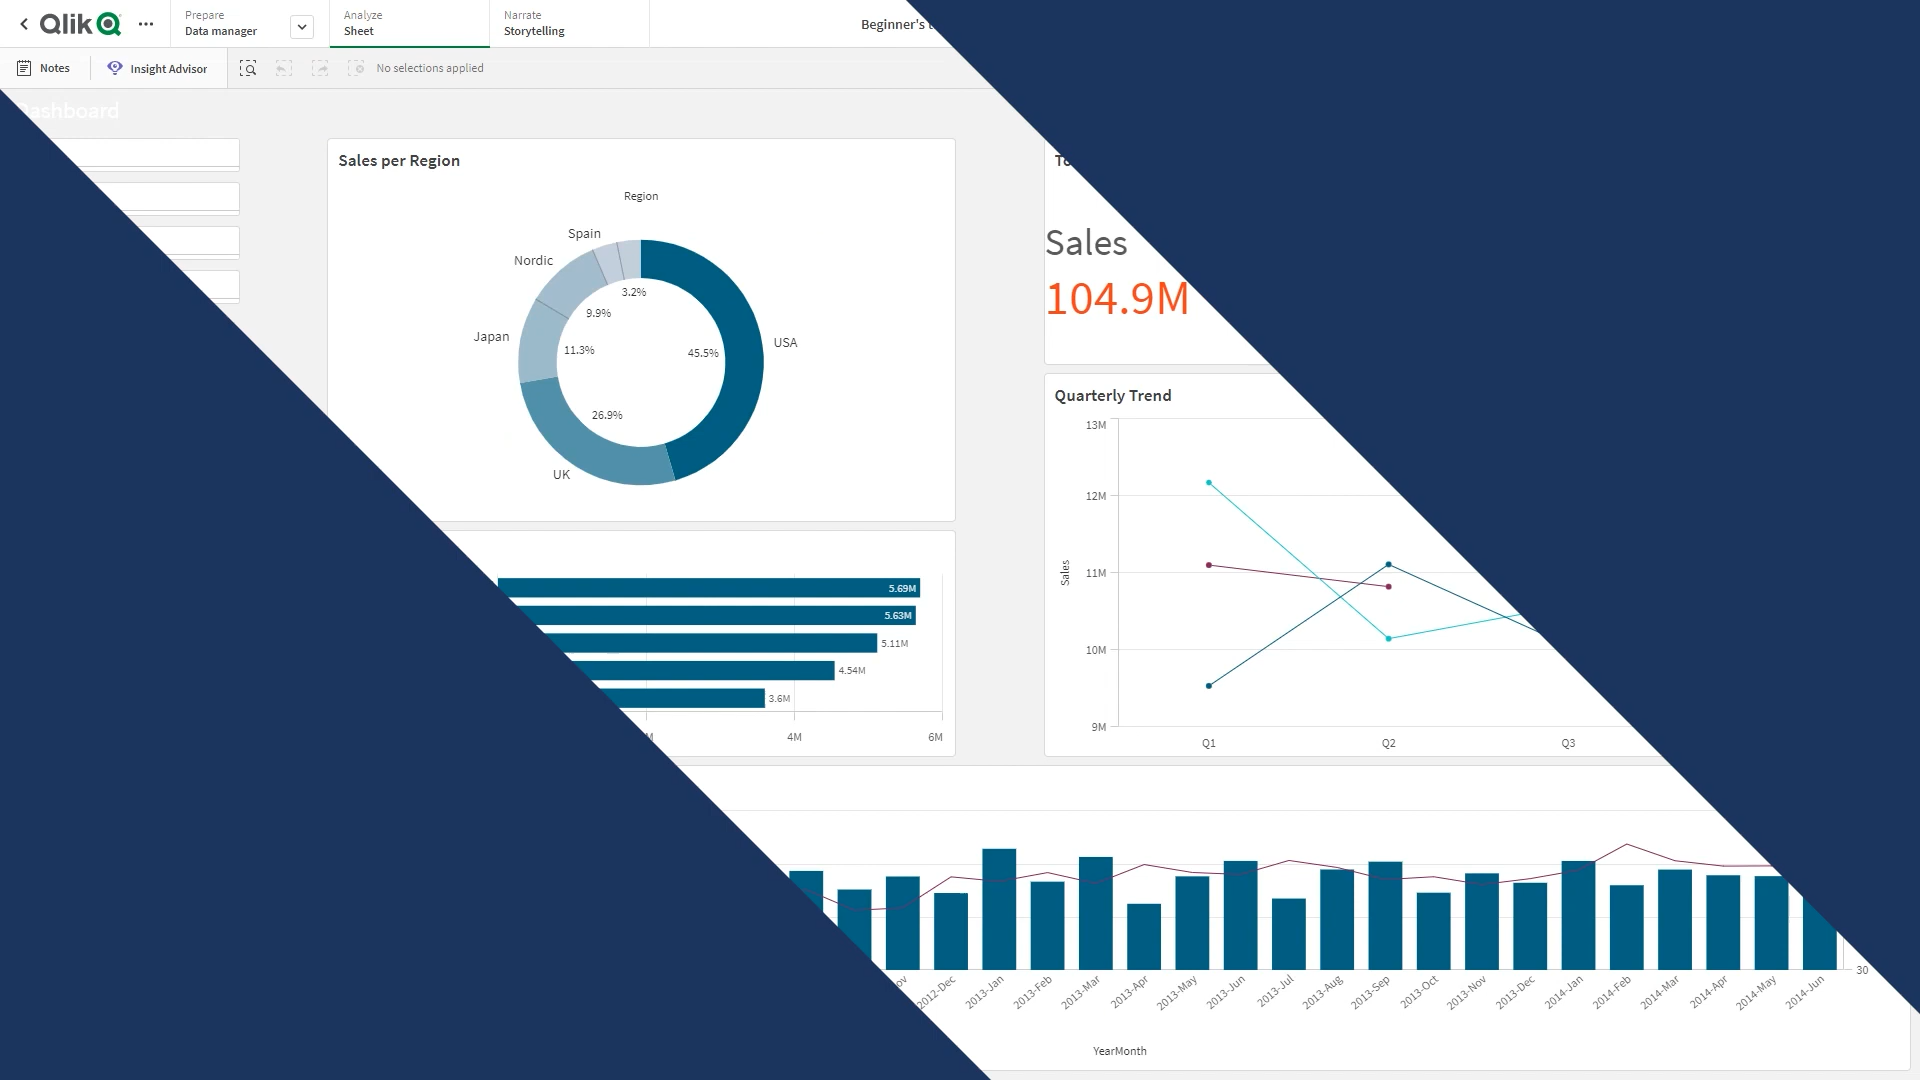 Qlik
Prepare
Data manager
Analyze
Sheet
Narrate
Storytelling
Beginner's
Notes
Insight Advisor
No selections applied
Sales per Region
Region
Spain
Nordic
Japan
UK
USA
3.2%
9.9%
11.3%
45.5%
26.9%
Sales
104.9M
5.69M
5.63M
5.11M
4.54M
3.6M
4M
6M
Quarterly Trend
13M
12M
11M
10M
9M
Sales
Q1
Q2
Q3
30
2012-Dec
2013-Jan
2013-Feb
2013-Mar
2013-Apr
2013-May
2013-Jun
2013-Jul
2013-Aug
2013-Sep
2013-Oct
2013-Nov
2013-Dec
2014-Jan
2014-Feb
2014-Mar
2014-Apr
2014-May
2014-Jun
YearMonth